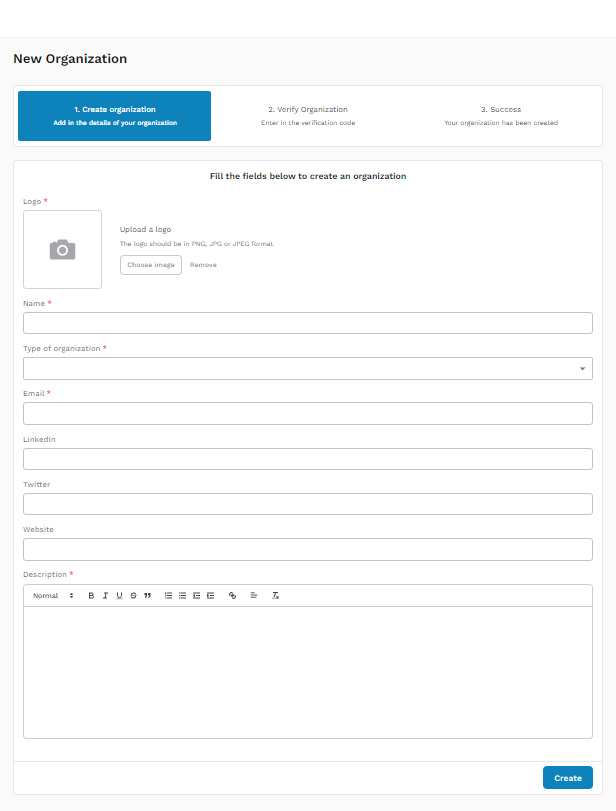 New Organization
1. Create organization
Add in the details of your organization
2. Verify Organization
Enter in the verification code
3. Success
Your organization has been created
Fill the fields below to create an organization
Logo *
Upload a logo
The logo should be in PNG, JPG or JPEG format
Choose image
Remove
Name *
Type of organization *
Email *
LinkedIn
Twitter
Website
Description *
Normal
Create